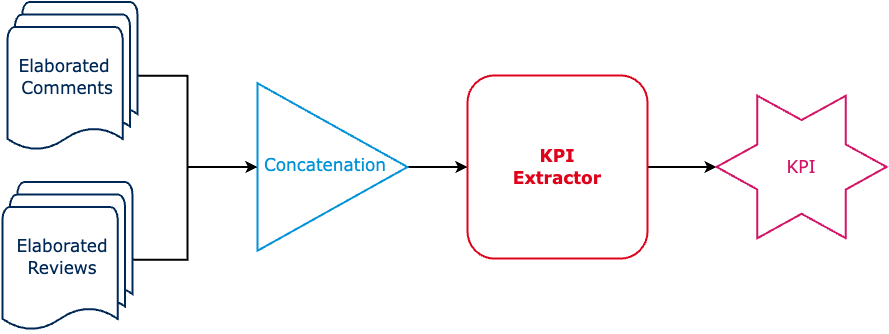 Elaborated
Comments
Elaborated
Reviews
Concatenation
KPI
Extractor
KPI